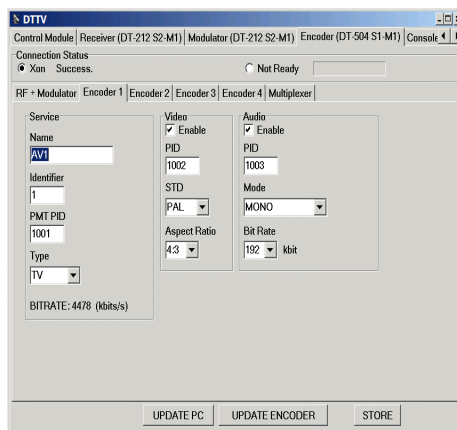 DTTV
Control Module Receiver (DT-212 S2-M1) Modulator (DT-212 S2-M1) Encoder (DT-504 S1-M1) Console
Connection Status
Xon Success. Not Ready
RF + Modulator Encoder 1 Encoder 2 Encoder 3 Encoder 4 Multiplexer
Service Video Audio
Enable Enable
Name PID PID
AV1 1002 1003
Identifier STD Mode
1 PAL MONO
PMT PID Aspect Ratio Bit Rate
1001 4:3 192 kbit
Type
TV
BITRATE: 4478 (kbits/s)
UPDATE PC UPDATE ENCODER STORE